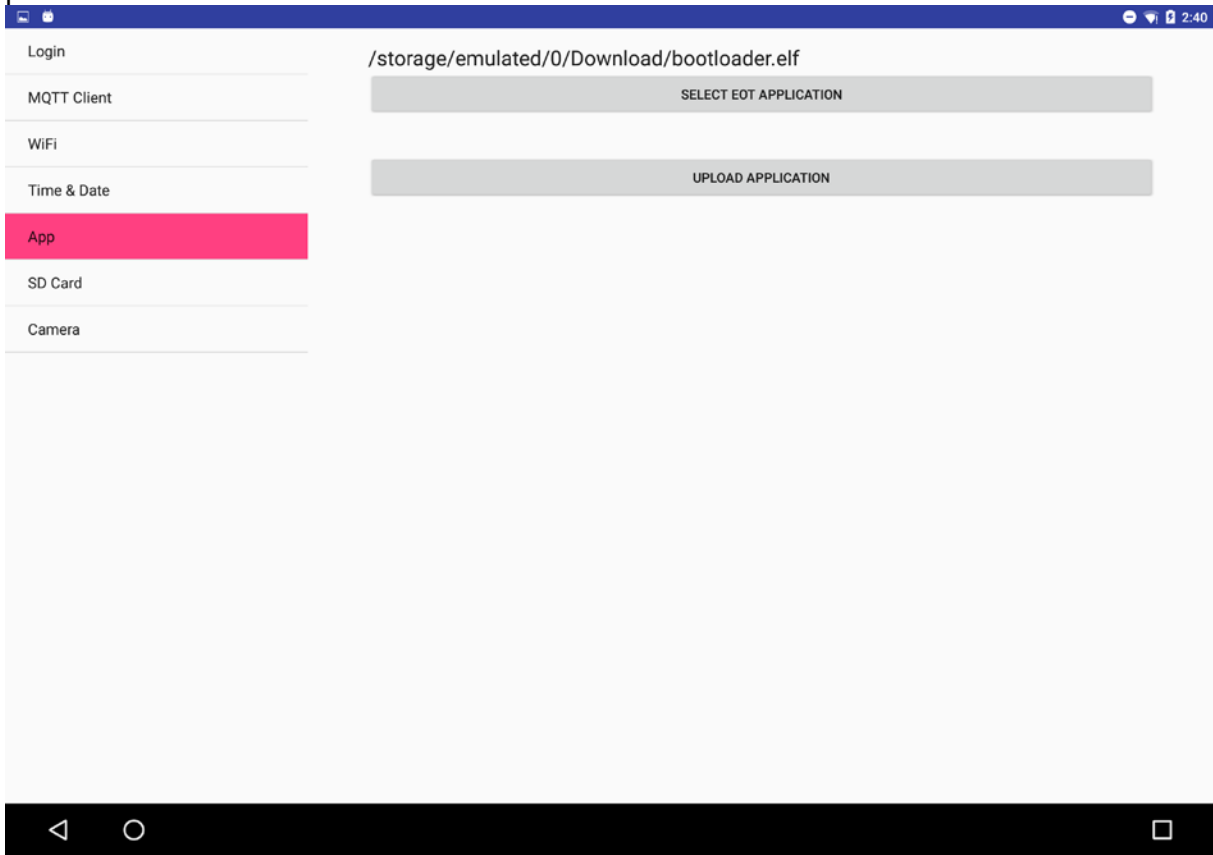 2:40
Login
MQTT Client
WiFi
Time & Date
App
SD Card
Camera
/storage/emulated/0/Download/bootloader.elf
SELECT EOT APPLICATION
UPLOAD APPLICATION